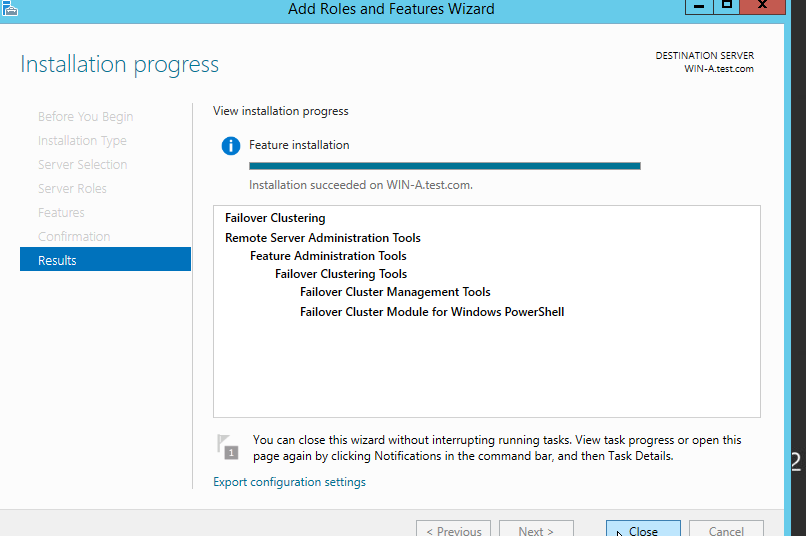 Add Roles and Features Wizard
Installation progress
DESTINATION SERVER
WIN-A.test.com
Before You Begin
Installation Type
Server Selection
Server Roles
Features
Confirmation
Results
View installation progress
Feature installation
Installation succeeded on WIN-A.test.com.
Failover Clustering
Remote Server Administration Tools
Feature Administration Tools
Failover Clustering Tools
Failover Cluster Management Tools
Failover Cluster Module for Windows PowerShell
1
You can close this wizard without interrupting running tasks. View task progress or open this
page again by clicking Notifications in the command bar, and then Task Details.
Export configuration settings
< Previous
Next >
Close
Cancel
2